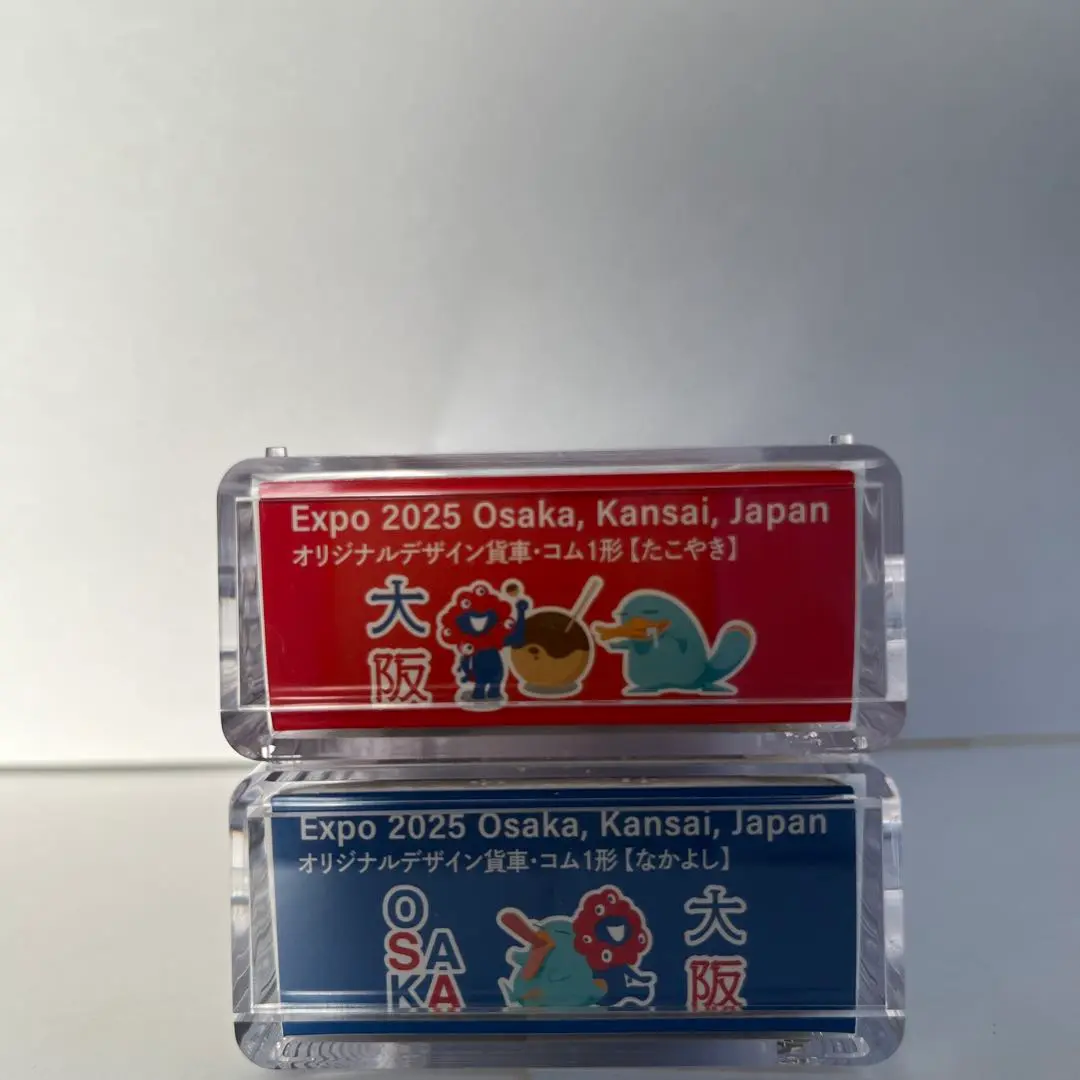 Expo 2025 Osaka, Kansai, Japan
オリジナルデザイン貨車・コム1形【たこやき】
大
阪
Expo 2025 Osaka, Kansai, Japan
オリジナルデザイン貨車・コム1形【なかよし】
O
SA
KA
大
阪